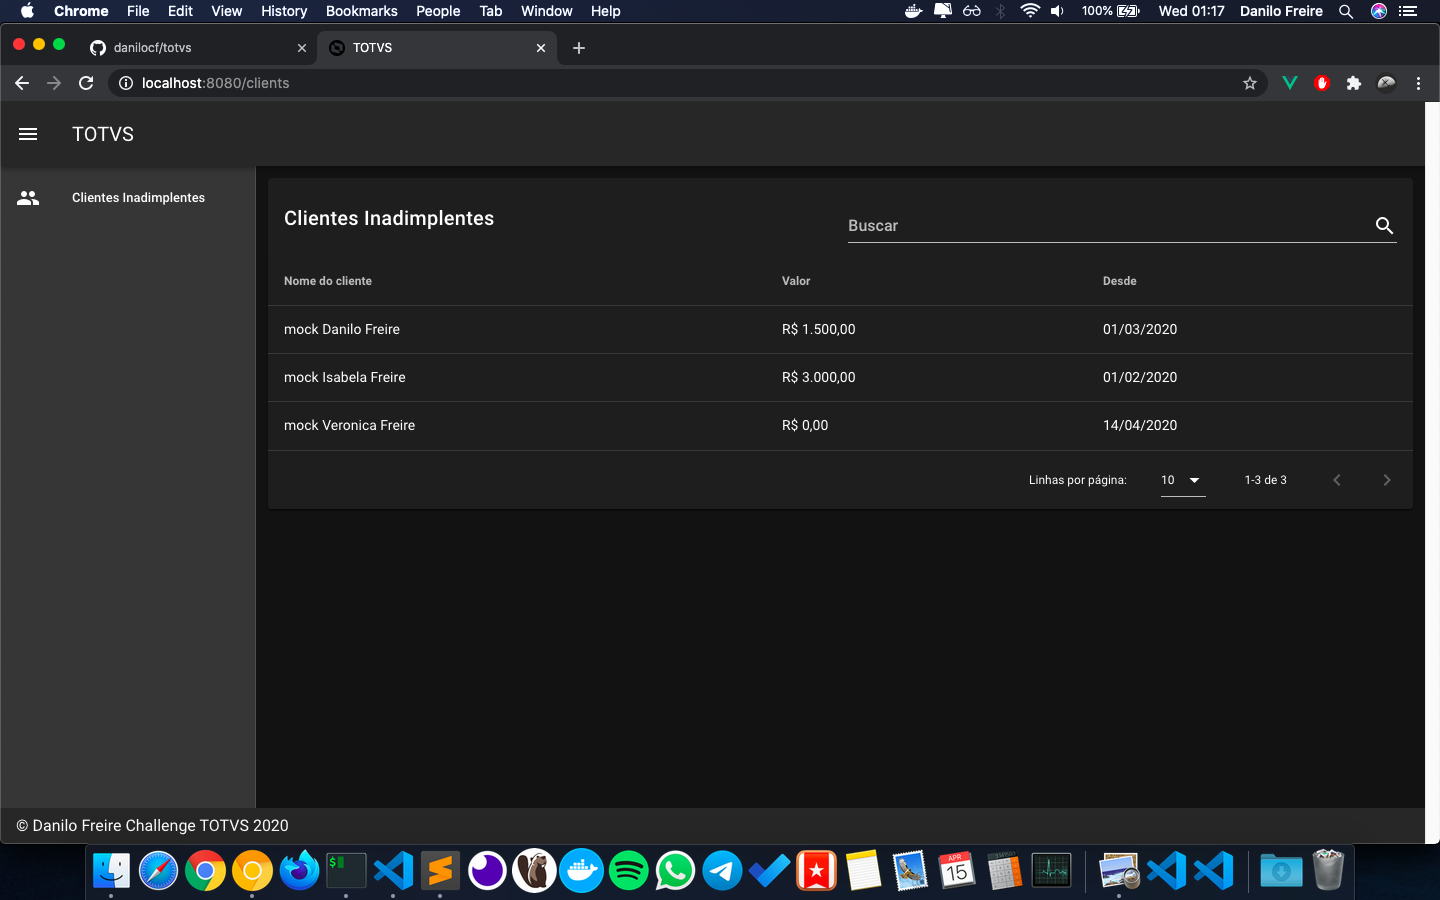 Chrome File Edit View History Bookmarks People Tab Window Help 100% Wed 01:17 Danilo Freire
danilocf/totvs TOTVS
localhost:8080/clients
TOTVS
Clientes Inadimplentes
Clientes Inadimplentes
Buscar
Nome do cliente Valor Desde
mock Danilo Freire R$ 1.500,00 01/03/2020
mock Isabela Freire R$ 3.000,00 01/02/2020
mock Veronica Freire R$ 0,00 14/04/2020
Linhas por página: 10 1-3 de 3
© Danilo Freire Challenge TOTVS 2020
$
APR
15